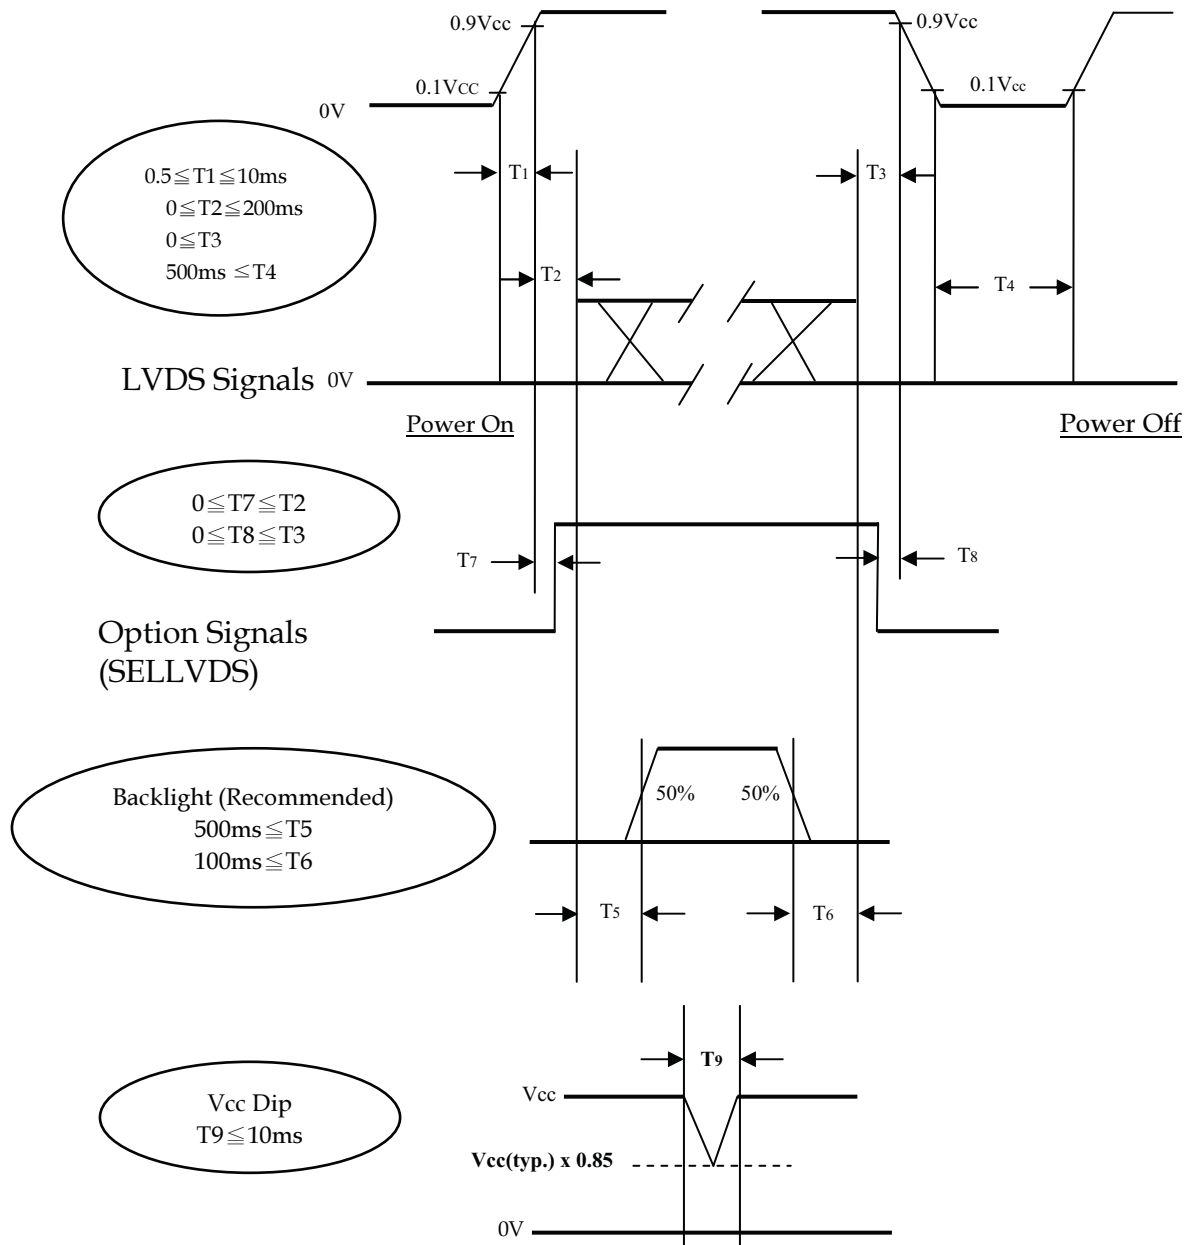 0.9Vcc
0.9Vcc
0.1VCC
0.1Vcc
0V
0.5≦T1≦10ms
0≦T2≦200ms
0≦T3
500ms ≦T4
T1
T3
T2
T4
LVDS Signals 0V
Power On
Power Off
0≦T7≦T2
0≦T8≦T3
T7
T8
Option Signals
(SELLVDS)
Backlight (Recommended)
500ms≦T5
100ms≦T6
50% 50%
T5
T6
T9
Vcc Dip
T9≦10ms
Vcc
Vcc(typ.) x 0.85
0V